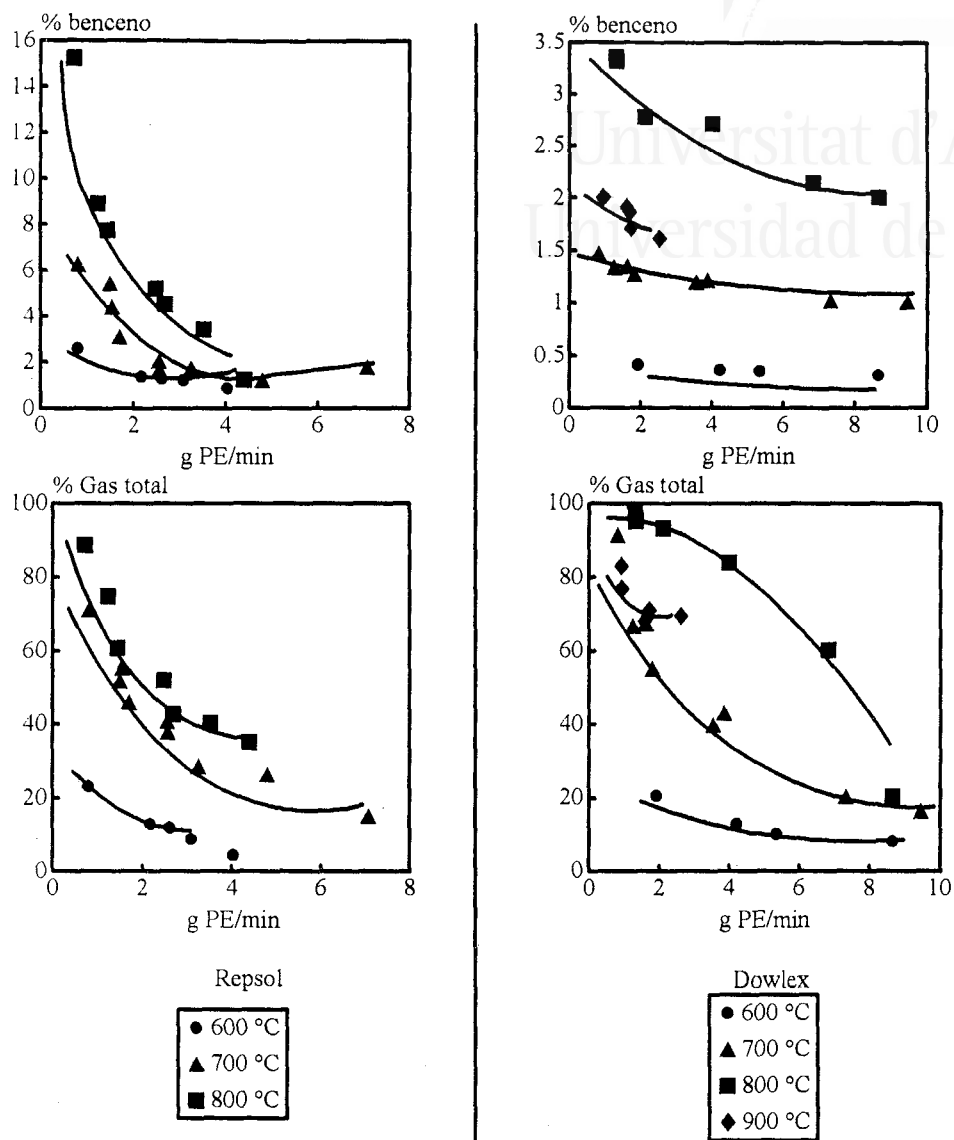 % benceno
16
14
12
10
8
6
4
2
0
0 2 4 6 8
g PE/min
% Gas total
100
80
60
40
20
0
0 2 4 6 8
g PE/min
Repsol
600 °C
700 °C
800 °C
% benceno
3.5
3
2.5
2
1.5
1
0.5
0
0 2 4 6 8 10
g PE/min
% Gas total
100
80
60
40
20
0
0 2 4 6 8 10
g PE/min
Dowlex
600 °C
700 °C
800 °C
900 °C
Universitat d'A
Universidad de